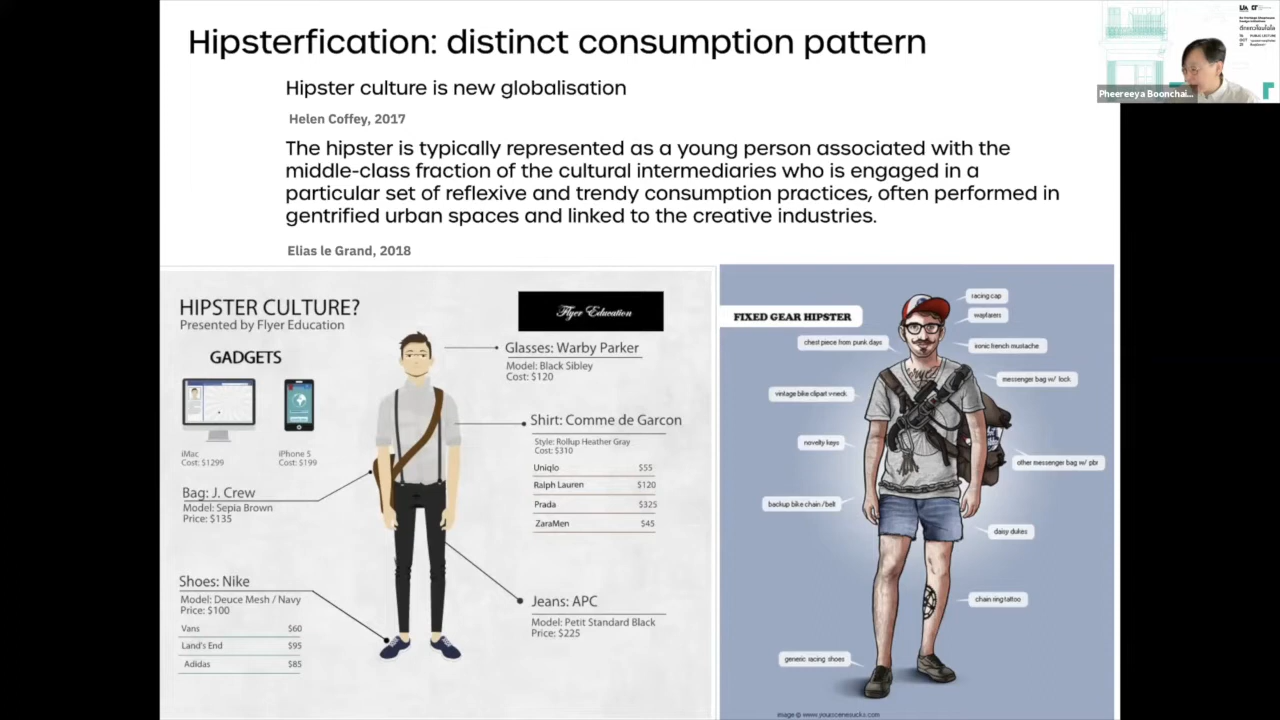 Hipsterfication: distinct consumption pattern
Hipster culture is new globalisation
Helen Coffey, 2017
The hipster is typically represented as a young person associated with the
middle-class fraction of the cultural intermediaries who is engaged in a
particular set of reflexive and trendy consumption practices, often performed in
gentrified urban spaces and linked to the creative industries.
Elias le Grand, 2018
HIPSTER CULTURE?
Presented by Flyer Education
Flyer Education
GADGETS
iMac
Cost: $1299
iPhone 5
Cost: $199
Bag: J. Crew
Model: Sepia Brown
Price: $135
Shoes: Nike
Model: Deuce Mesh / Navy
Price: $100
Vans $60
Land's End $95
Adidas $85
Glasses: Warby Parker
Model: Black Sibley
Cost: $120
Shirt: Comme de Garcon
Style: Rollup Heather Gray
Cost: $310
Uniqlo $55
Ralph Lauren $120
Prada $325
ZaraMen $45
Jeans: APC
Model: Petit Standard Black
Price: $225
FIXED GEAR HIPSTER
racing cap
wayfarers
chest piece from punk days
ironic french mustache
messenger bag w/ lock
vintage bike clipart v-neck
novelty keys
other messenger bag w/ pbr
backup bike chain /belt
daisy dukes
chain ring tattoo
generic racing shoes
image © www.yourscenesucks.com
Pheereeya Boonchai...
PUBLIC LECTURE